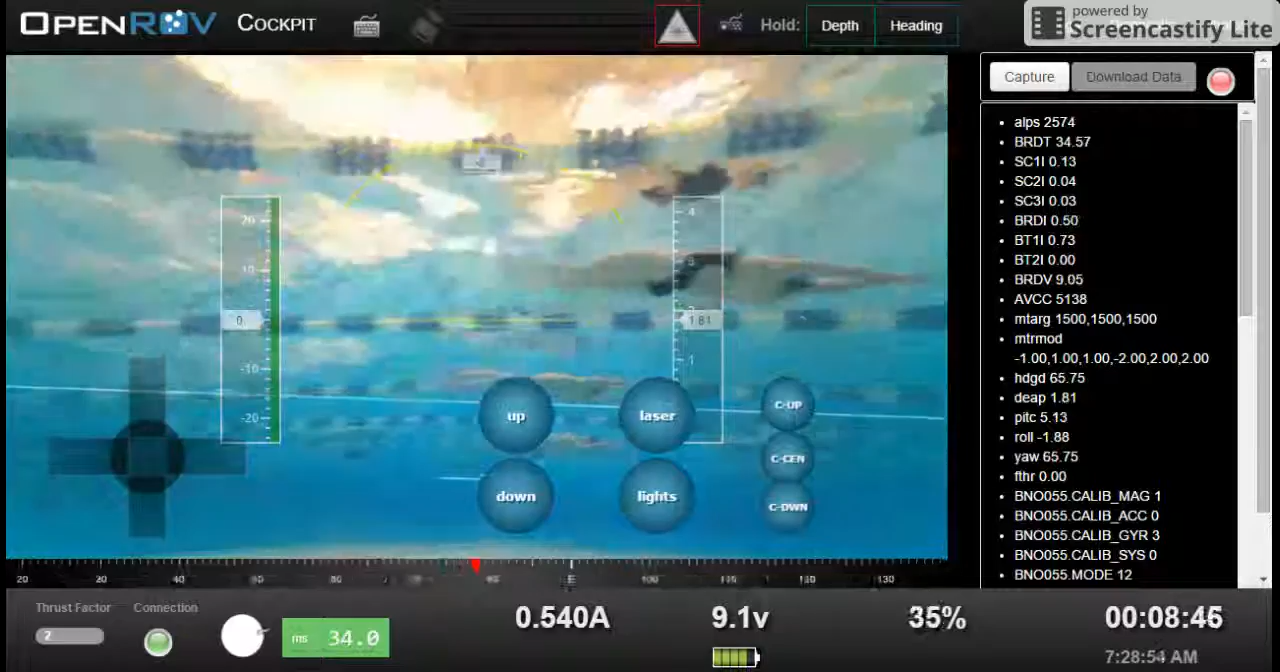 OPENROV COCKPIT
Hold:
Depth
Heading
powered by
Screencastify Lite
Capture
Download Data
alps 2574
BRDT 34.57
SC1I 0.13
SC2I 0.04
SC3I 0.03
BRDI 0.50
BT1I 0.73
BT2I 0.00
BRDV 9.05
AVCC 5138
mtarg 1500,1500,1500
mtrmod
-1.00,1.00,1.00,-2.00,2.00,2.00
hdgd 65.75
deap 1.81
pitc 5.13
roll -1.88
yaw 65.75
fthr 0.00
BNO055.CALIB_MAG 1
BNO055.CALIB_ACC 0
BNO055.CALIB_GYR 3
BNO055.CALIB_SYS 0
BNO055.MODE 12
20
10
0
-10
-20
4
3
1.81
1
up
down
laser
lights
C-UP
C-CEN
C-DWN
E
100
130
Thrust Factor
2
Connection
ms 34.0
0.540A
9.1v
35%
00:08:46
7:28:54 AM